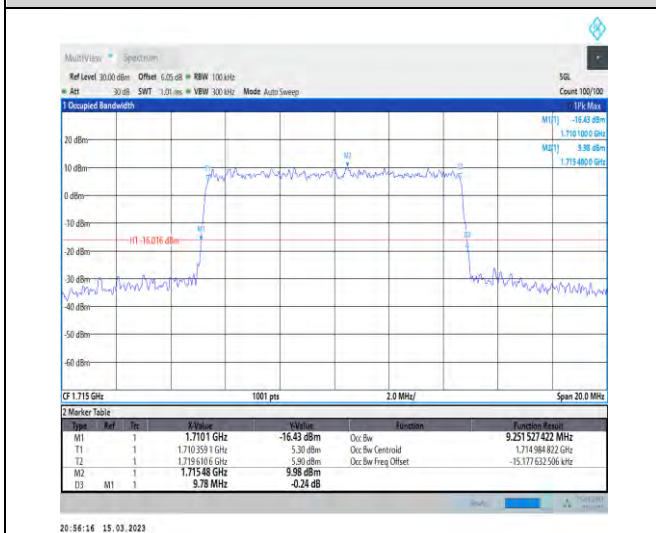 MultiView Spectrum
Ref Level 30.00 dBm Offset 6.05 dB RBW 100 kHz SGL
Att 30 dB SWT 1.01 ms VBW 300 kHz Mode Auto Sweep Count 100/100
1 Occupied Bandwidth 1Pk Max
M1[1] -16.43 dBm
1.710 100 0 GHz
M2[1] 9.98 dBm
1.715 480 0 GHz
20 dBm
M2
T1
10 dBm
0 dBm
-10 dBm
M1
H1 -16.016 dBm
-20 dBm
-30 dBm
-40 dBm
-50 dBm
-60 dBm
CF 1.715 GHz 1001 pts 2.0 MHz/ Span 20.0 MHz
2 Marker Table
Type Ref Trc X-Value Y-Value Function Function Result
M1 1 1.7101 GHz -16.43 dBm Occ Bw 9.251 527 422 MHz
T1 1 1.710 359 1 GHz 5.30 dBm Occ Bw Centroid 1.714 984 822 GHz
T2 1 1.719 610 6 GHz 5.90 dBm Occ Bw Freq Offset -15.177 632 506 kHz
M2 1 1.715 48 GHz 9.98 dBm
D3 M1 1 9.78 MHz -0.24 dB
20:56:16 15.03.2023